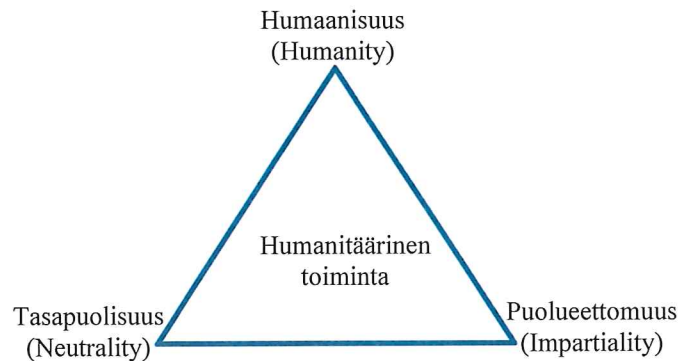 Humaanisuus
(Humanity)
Humanitäärinen
toiminta
Tasapuolisuus
(Neutrality)
Puolueettomuus
(Impartiality)